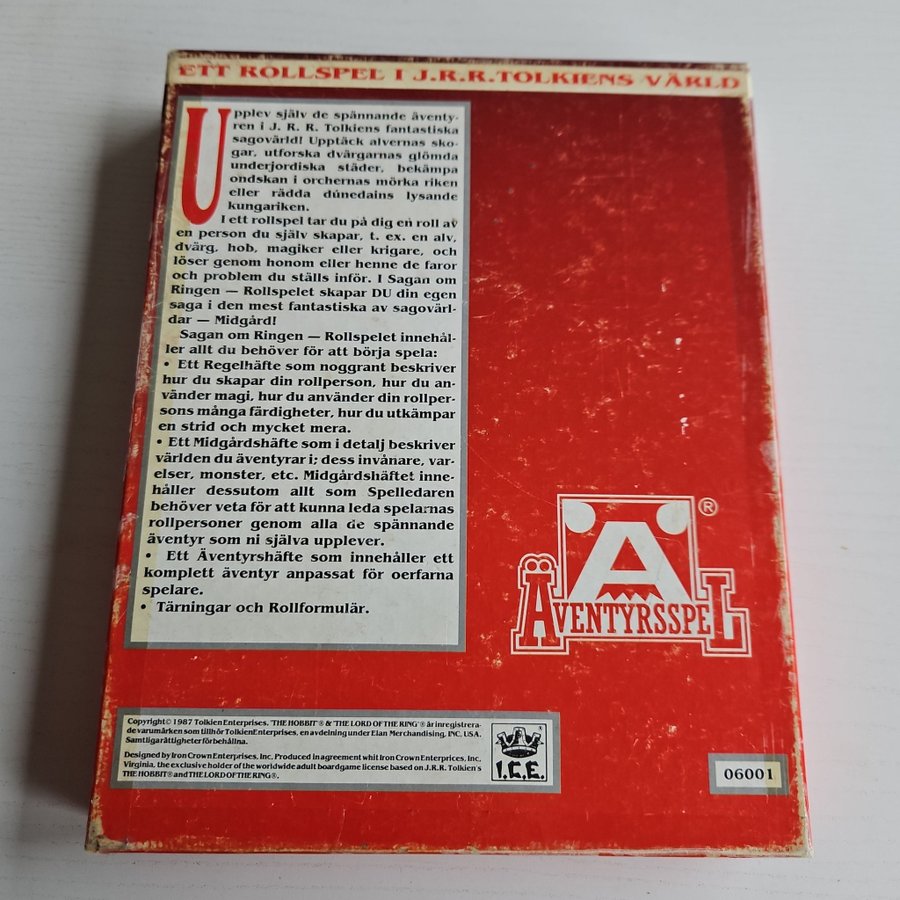 ETT ROLLSPEL I J.R.R.TOLKIENS VÄRLD
Upplev själv de spännande äventy-
ren i J. R. R. Tolkiens fantastiska
sagovärld! Upptäck alvernas sko-
gar, utforska dvärgarnas glömda
underjordiska städer, bekämpa
ondskan i orchernas mörka riken
eller rädda dúnedains lysande
kungariken.
I ett rollspel tar du på dig en roll av
en person du själv skapar, t. ex. en alv,
dvärg, hob, magiker eller krigare, och
löser genom honom eller henne de faror
och problem du ställs inför. I Sagan om
Ringen — Rollspelet skapar DU din egen
saga i den mest fantastiska av sagovärl-
dar — Midgård!
Sagan om Ringen — Rollspelet innehål-
ler allt du behöver för att börja spela:
• Ett Regelhäfte som noggrant beskriver
hur du skapar din rollperson, hur du an-
vänder magi, hur du använder din rollper-
sons många färdigheter, hur du utkämpar
en strid och mycket mera.
• Ett Midgårdshäfte som i detalj beskriver
världen du äventyrar i; dess invånare, var-
elser, monster, etc. Midgårdshäftet inne-
håller dessutom allt som Spelledaren
behöver veta för att kunna leda spelarnas
rollpersoner genom alla de spännande
äventyr som ni själva upplever.
• Ett Äventyrshäfte som innehåller ett
komplett äventyr anpassat för oerfarna
spelare.
• Tärningar och Rollformulär.
A ®
ÄVENTYRSSPEL
Copyright© 1987 Tolkien Enterprises. 'THE HOBBIT'® & 'THE LORD OF THE RING'® är inregistrera-
de varumärken som tillhör Tolkien Enterprises, en avdelning under Elan Merchandising, INC, USA.
Samtliga rättigheter förbehållna.
Designed by Iron Crown Enterprises, Inc. Produced in agreement whit Iron Crown Enterprices, Inc,
Virginia, the exclusive holder of the worldwide adult boardgame license based on J.R.R. Tolkien's
THE HOBBIT® and THE LORD OF THE RING®.
I.C.E.
06001